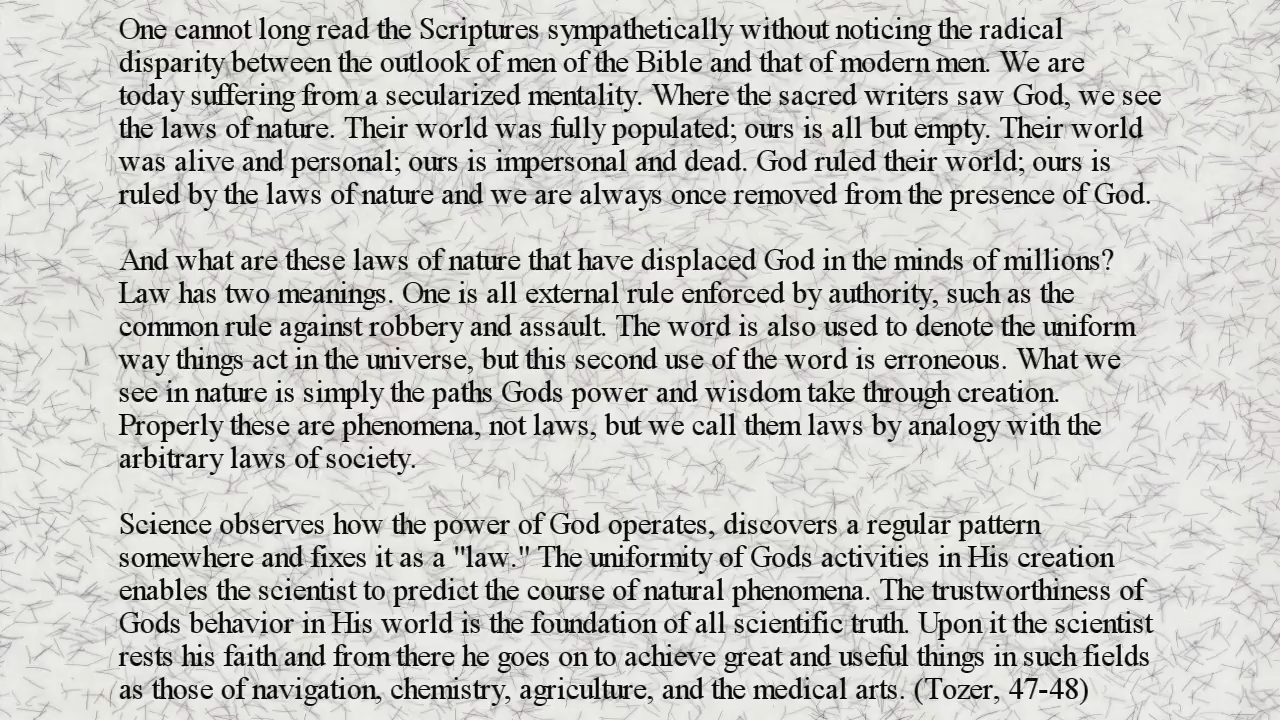 One cannot long read the Scriptures sympathetically without noticing the radical
disparity between the outlook of men of the Bible and that of modern men. We are
today suffering from a secularized mentality. Where the sacred writers saw God, we see
the laws of nature. Their world was fully populated; ours is all but empty. Their world
was alive and personal; ours is impersonal and dead. God ruled their world; ours is
ruled by the laws of nature and we are always once removed from the presence of God.

And what are these laws of nature that have displaced God in the minds of millions?
Law has two meanings. One is all external rule enforced by authority, such as the
common rule against robbery and assault. The word is also used to denote the uniform
way things act in the universe, but this second use of the word is erroneous. What we
see in nature is simply the paths Gods power and wisdom take through creation.
Properly these are phenomena, not laws, but we call them laws by analogy with the
arbitrary laws of society.

Science observes how the power of God operates, discovers a regular pattern
somewhere and fixes it as a "law." The uniformity of Gods activities in His creation
enables the scientist to predict the course of natural phenomena. The trustworthiness of
Gods behavior in His world is the foundation of all scientific truth. Upon it the scientist
rests his faith and from there he goes on to achieve great and useful things in such fields
as those of navigation, chemistry, agriculture, and the medical arts. (Tozer, 47-48)